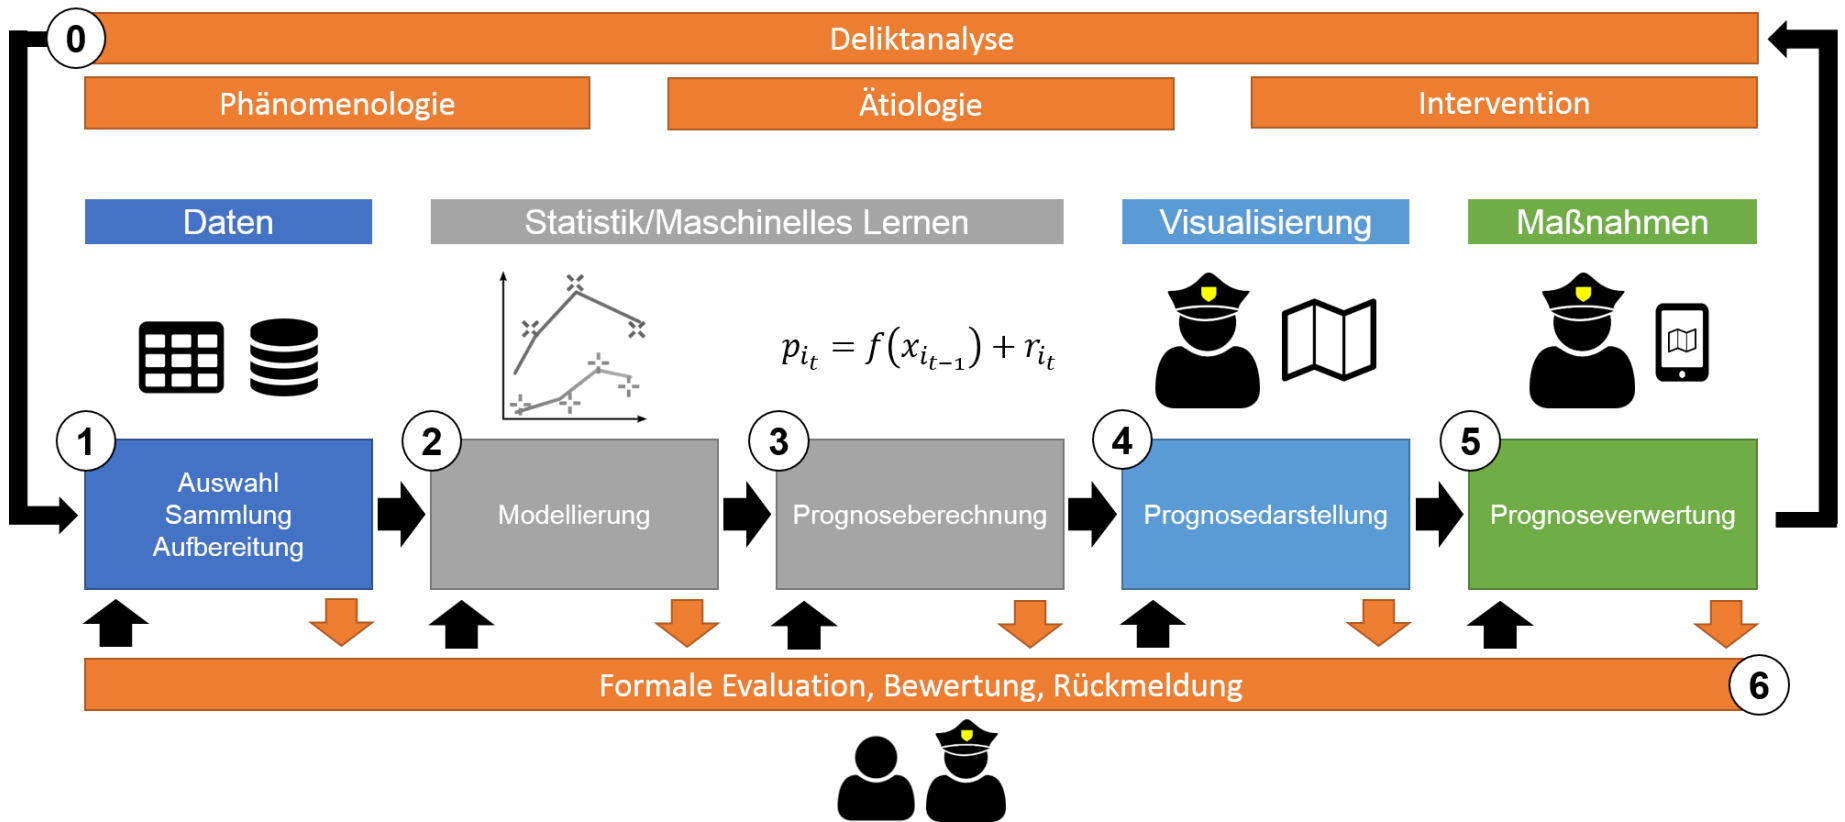 0
Deliktanalyse
Phänomenologie
Ätiologie
Intervention
Daten
Statistik/Maschinelles Lernen
Visualisierung
Maßnahmen
$p_{i_t} = f(x_{i_{t-1}}) + r_{i_t}$
1
Auswahl
Sammlung
Aufbereitung
2
Modellierung
3
Prognoseberechnung
4
Prognosedarstellung
5
Prognoseverwertung
Formale Evaluation, Bewertung, Rückmeldung
6